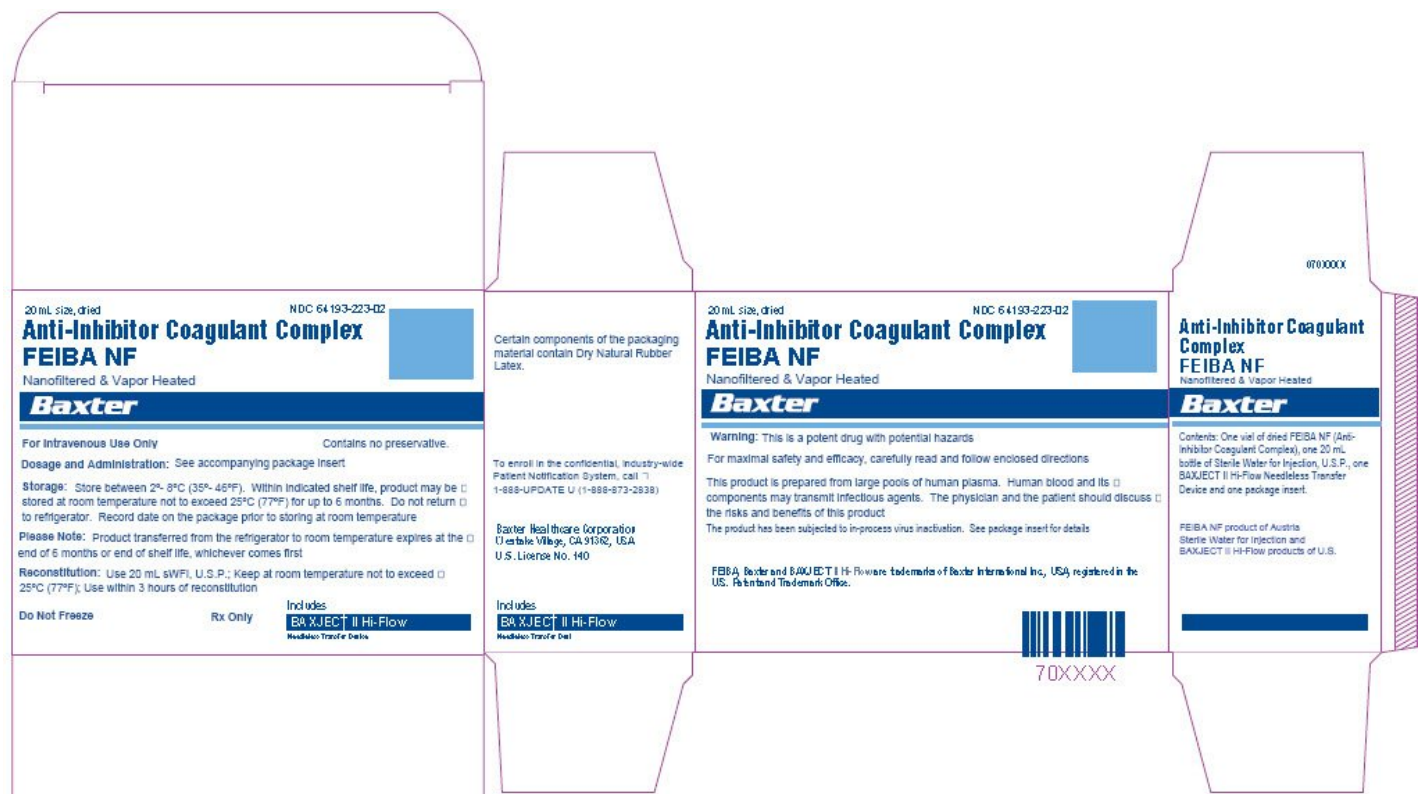 20 mL size, dried NDC 64193-223-02
Anti-Inhibitor Coagulant Complex
FEIBA NF
Nanofiltered & Vapor Heated
Baxter
For Intravenous Use Only Contains no preservative.
Dosage and Administration: See accompanying package insert
Storage: Store between 2º- 8ºC (35º- 46ºF). Within indicated shelf life, product may be □
stored at room temperature not to exceed 25ºC (77ºF) for up to 6 months. Do not return □
to refrigerator. Record date on the package prior to storing at room temperature
Please Note: Product transferred from the refrigerator to room temperature expires at the □
end of 6 months or end of shelf life, whichever comes first
Reconstitution: Use 20 mL sWFI, U.S.P.; Keep at room temperature not to exceed □
25ºC (77ºF); Use within 3 hours of reconstitution
Do Not Freeze Rx Only
Includes
BAXJECT II Hi-Flow
Needleless Transfer Device
Certain components of the packaging
material contain Dry Natural Rubber
Latex.
To enroll in the confidential, industry-wide
Patient Notification System, call □
1-888-UPDATE U (1-888-873-2838)
Baxter Healthcare Corporation
Westlake Village, CA 91362, USA
U.S. License No. 140
Includes
BAXJECT II Hi-Flow
Needleless Transfer
20 mL size, dried NDC 64193-223-02
Anti-Inhibitor Coagulant Complex
FEIBA NF
Nanofiltered & Vapor Heated
Baxter
Warning: This is a potent drug with potential hazards
For maximal safety and efficacy, carefully read and follow enclosed directions
This product is prepared from large pools of human plasma. Human blood and its □
components may transmit infectious agents. The physician and the patient should discuss □
the risks and benefits of this product
The product has been subjected to in-process virus inactivation. See package insert for details
FEIBA, Baxter and BAXJECT II Hi-Flow are trademarks of Baxter International Inc., USA, registered in the
U.S. Patent and Trademark Office.
70XXXX
070XXXX
Anti-Inhibitor Coagulant
Complex
FEIBA NF
Nanofiltered & Vapor Heated
Baxter
Contents: One vial of dried FEIBA NF (Anti-
Inhibitor Coagulant Complex), one 20 mL
bottle of Sterile Water for Injection, U.S.P., one
BAXJECT II Hi-Flow Needleless Transfer
Device and one package insert.
FEIBA NF product of Austria
Sterile Water for Injection and
BAXJECT II Hi-Flow products of U.S.